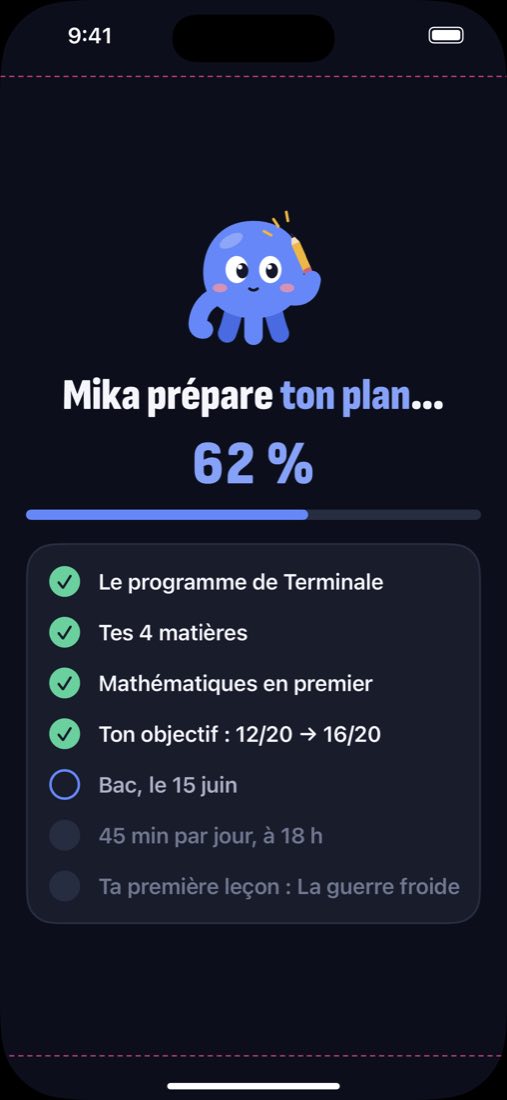 9:41
Mika prépare ton plan...
62 %
Le programme de Terminale
Tes 4 matières
Mathématiques en premier
Ton objectif : 12/20 → 16/20
Bac, le 15 juin
45 min par jour, à 18 h
Ta première leçon : La guerre froide